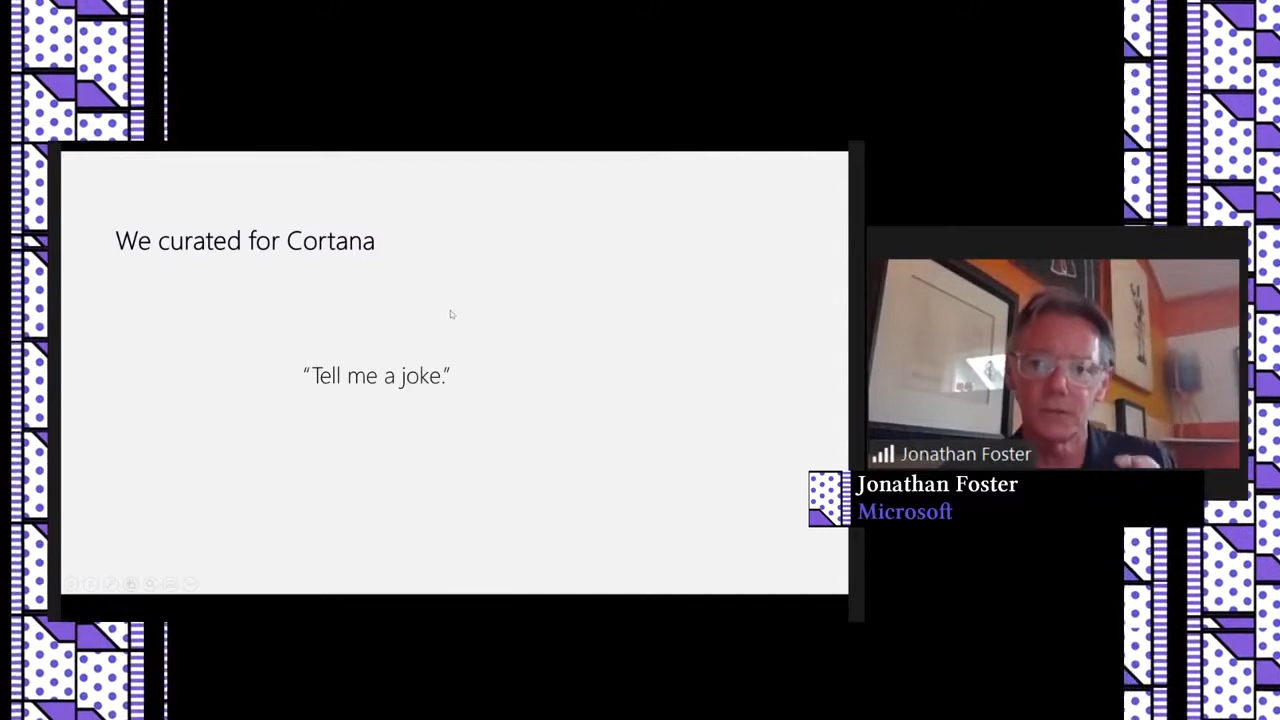 We curated for Cortana
“Tell me a joke.”
Jonathan Foster
Jonathan Foster
Microsoft